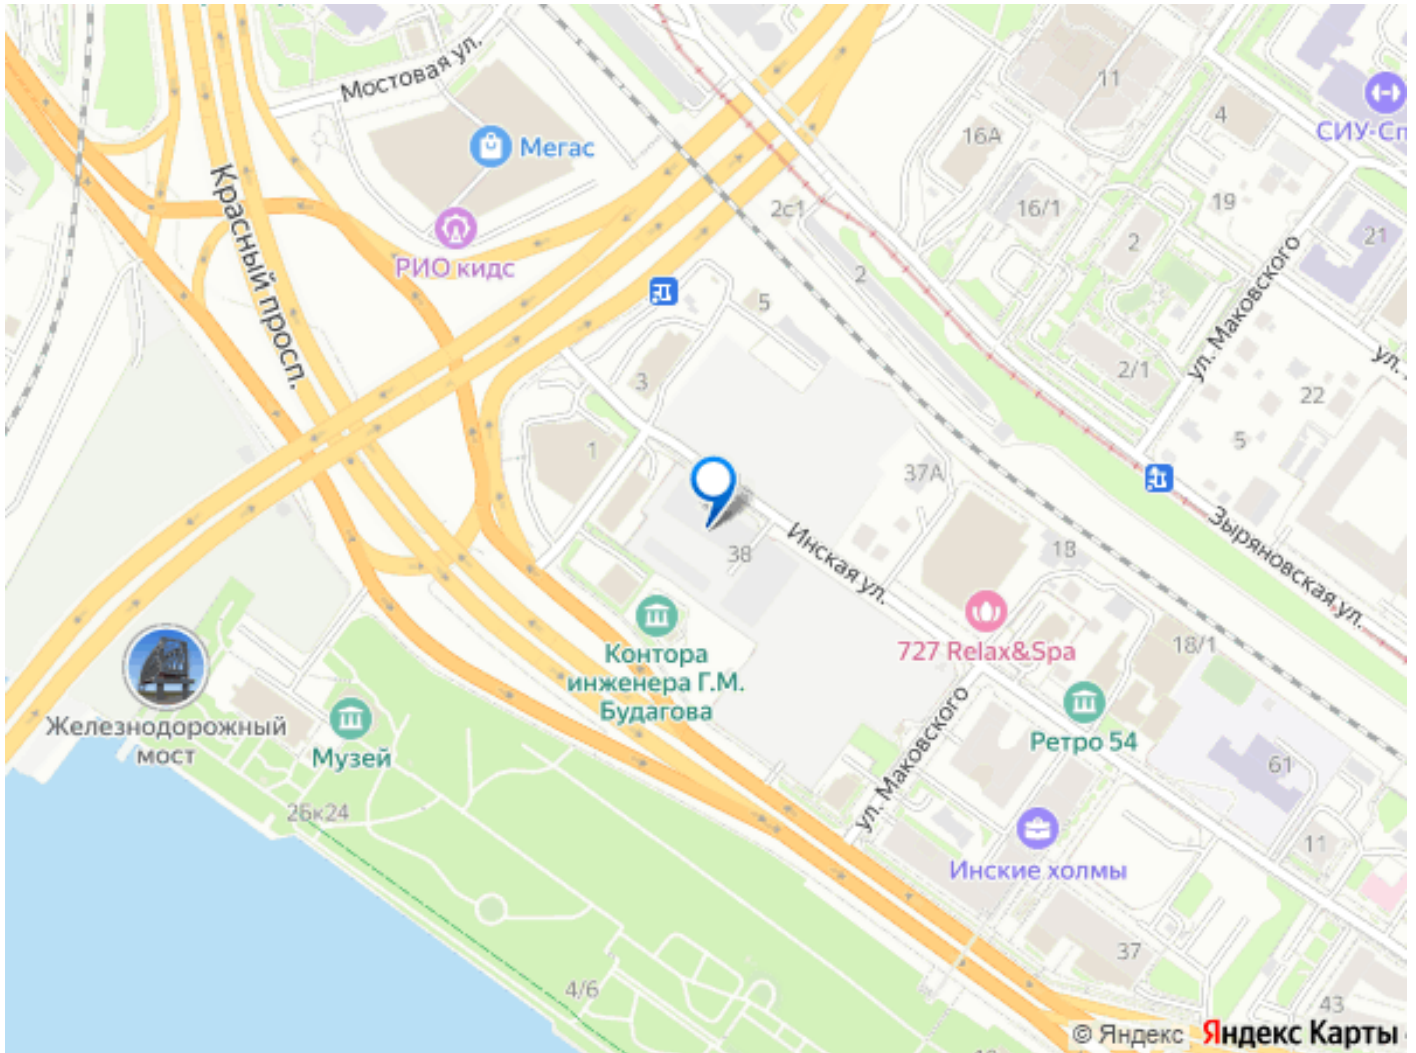 Мостовая ул.
11
4
СИУ-Сп
16А
Мегас
Красный просп.
2с1
16/1
19
2
21
РИО кидс
2
ул. Маковского
5
2/1
ул.
3
22
5
1
37А
Зыряновская ул.
38
Инская ул.
1В
Контора
инженера Г.М.
Будагова
727 Relax&Spa
18/1
Железнодорожный
мост
Музей
ул. Маковского
Ретро 54
61
2Бк24
Инские холмы
11
37
4/6
43
© Яндекс Яндекс Карты